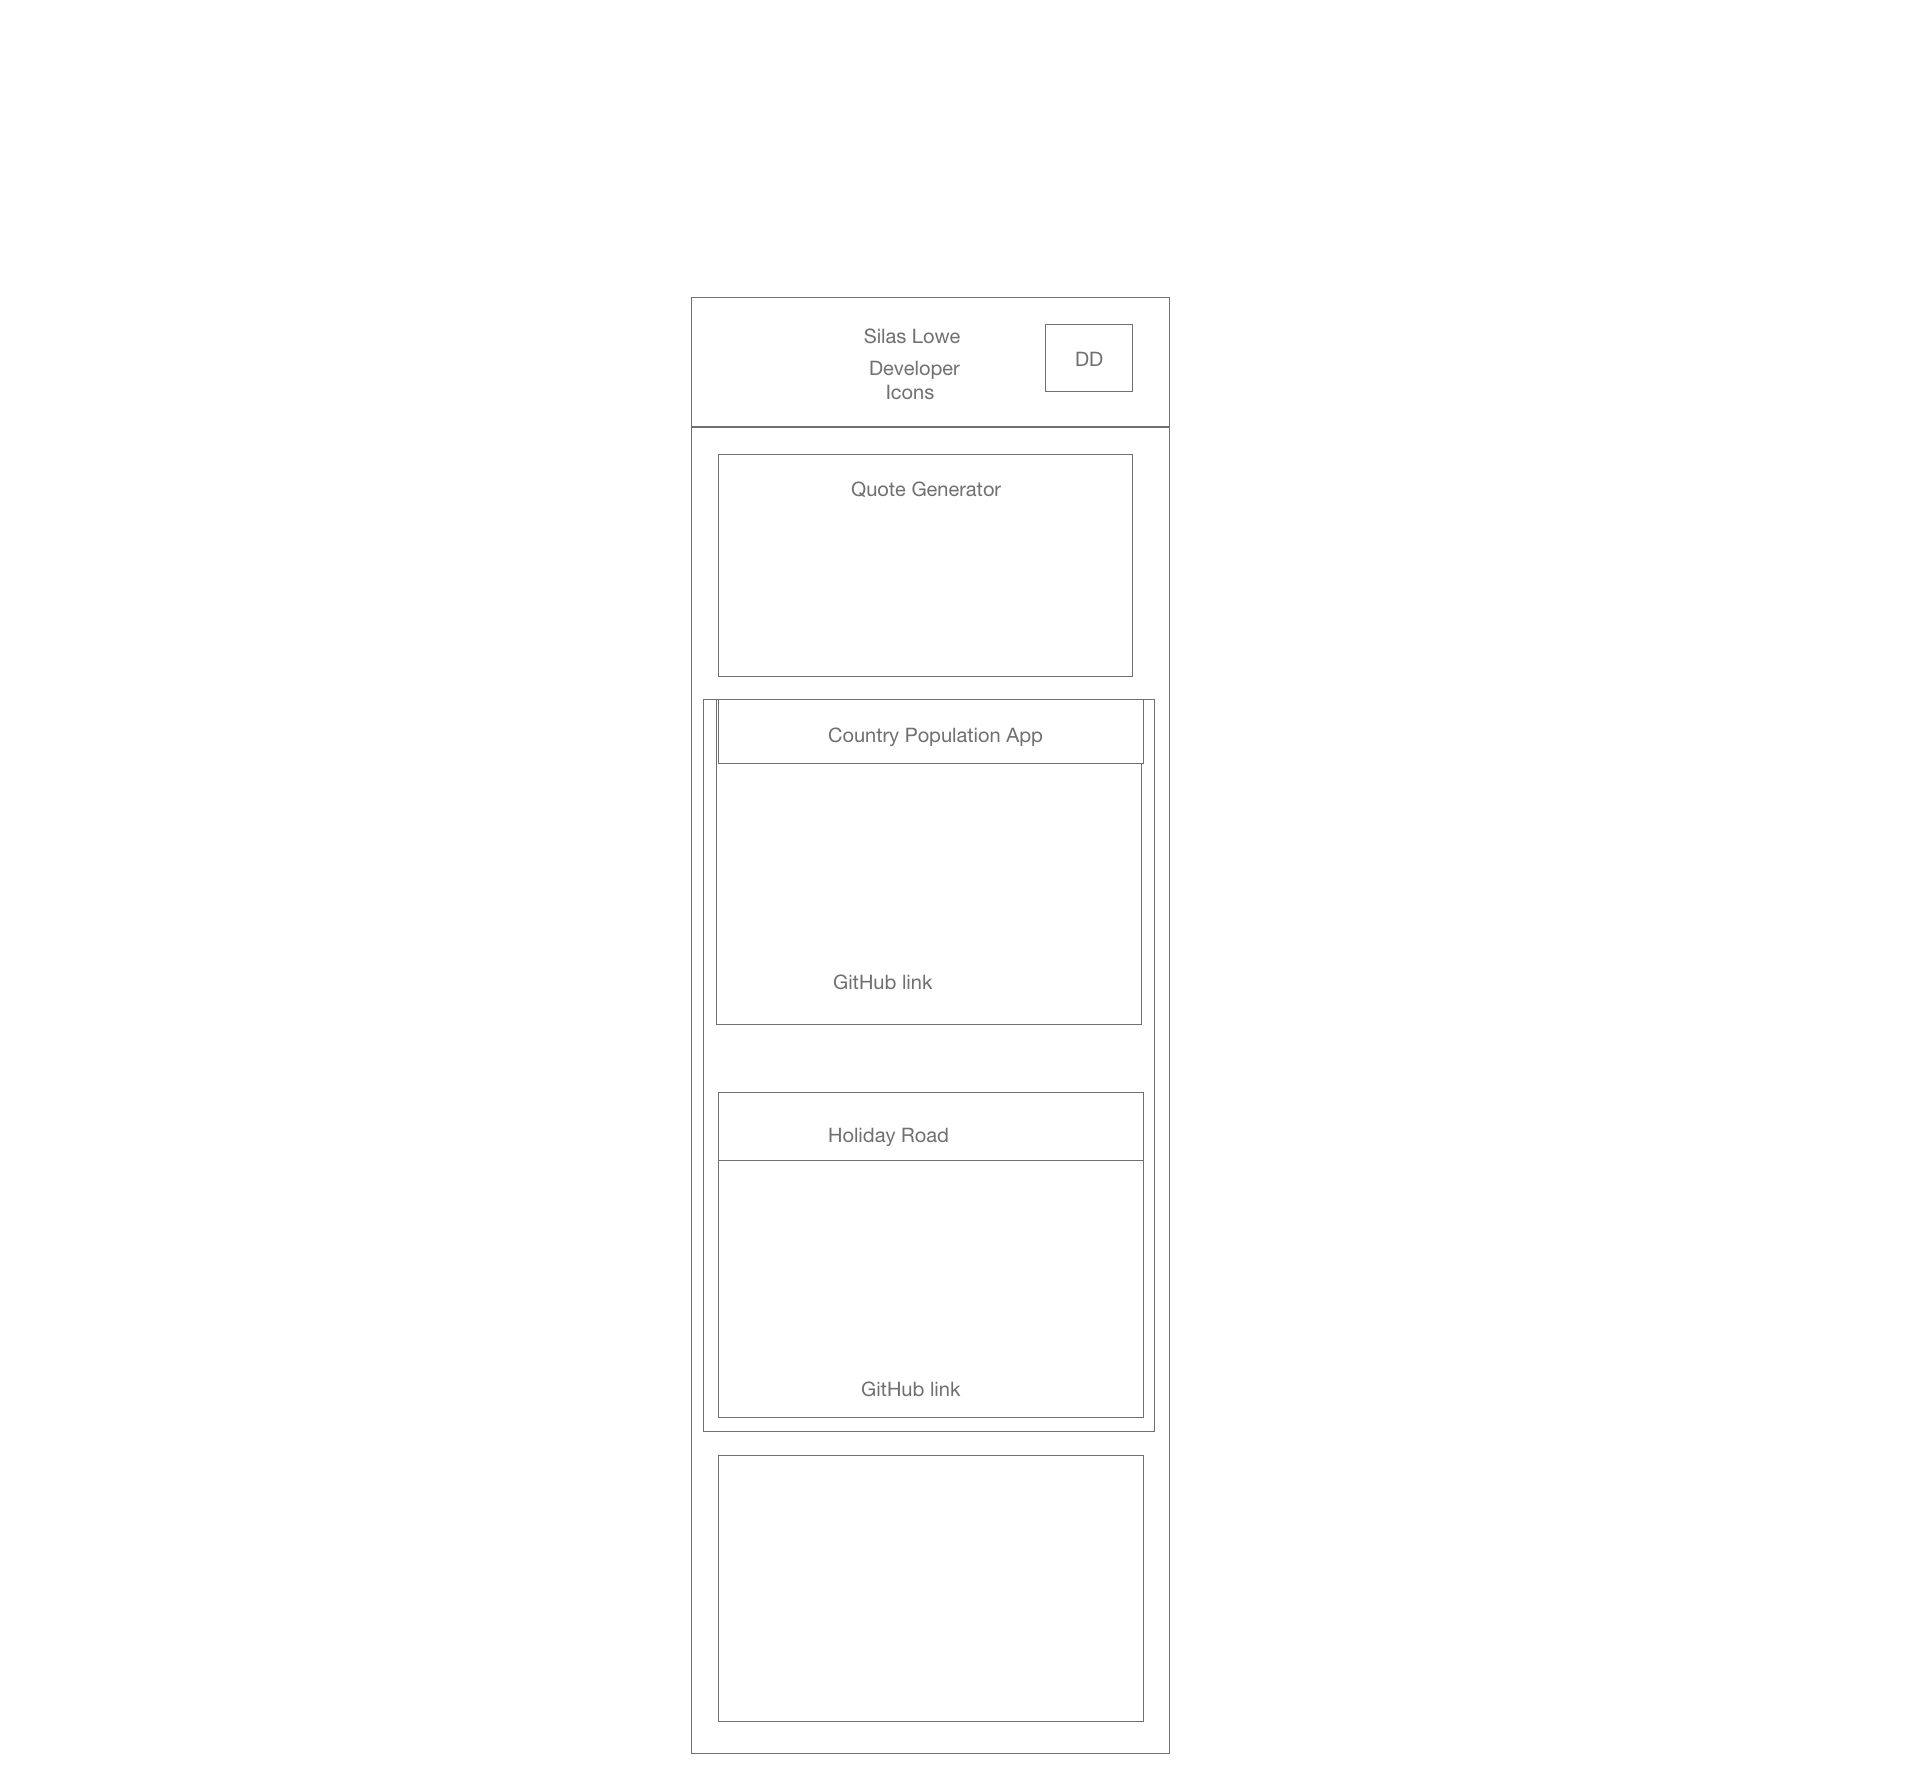 Silas Lowe
DD
Developer
Icons
Quote Generator
Country Population App
GitHub link
Holiday Road
GitHub link